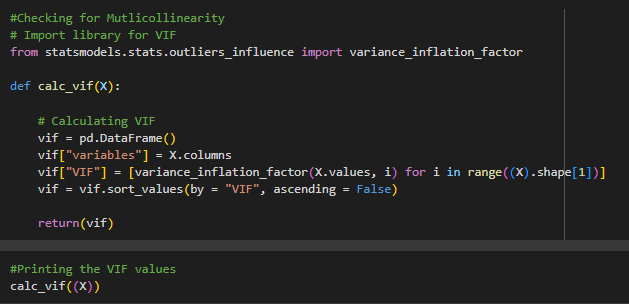 #Checking for Mutlicollinearity
# Import library for VIF
from statsmodels.stats.outliers_influence import variance_inflation_factor
def calc_vif(X):
# Calculating VIF
vif = pd.DataFrame()
vif["variables"] = X.columns
vif["VIF"] = [variance_inflation_factor(X.values, i) for i in range((X).shape[1])]
vif = vif.sort_values(by = "VIF", ascending = False)
return(vif)
#Printing the VIF values
calc_vif((X))